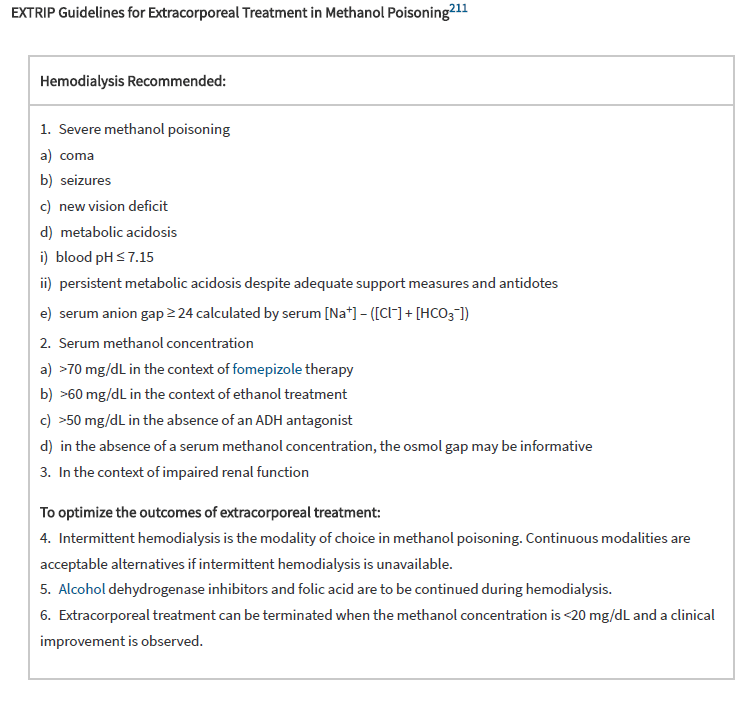 EXTRIP Guidelines for Extracorporeal Treatment in Methanol Poisoning²¹¹
Hemodialysis Recommended:
1. Severe methanol poisoning
a) coma
b) seizures
c) new vision deficit
d) metabolic acidosis
i) blood pH ≤ 7.15
ii) persistent metabolic acidosis despite adequate support measures and antidotes
e) serum anion gap ≥ 24 calculated by serum [Na⁺] – ([Cl⁻] + [HCO₃⁻])
2. Serum methanol concentration
a) >70 mg/dL in the context of fomepizole therapy
b) >60 mg/dL in the context of ethanol treatment
c) >50 mg/dL in the absence of an ADH antagonist
d) in the absence of a serum methanol concentration, the osmol gap may be informative
3. In the context of impaired renal function
To optimize the outcomes of extracorporeal treatment:
4. Intermittent hemodialysis is the modality of choice in methanol poisoning. Continuous modalities are
acceptable alternatives if intermittent hemodialysis is unavailable.
5. Alcohol dehydrogenase inhibitors and folic acid are to be continued during hemodialysis.
6. Extracorporeal treatment can be terminated when the methanol concentration is <20 mg/dL and a clinical
improvement is observed.